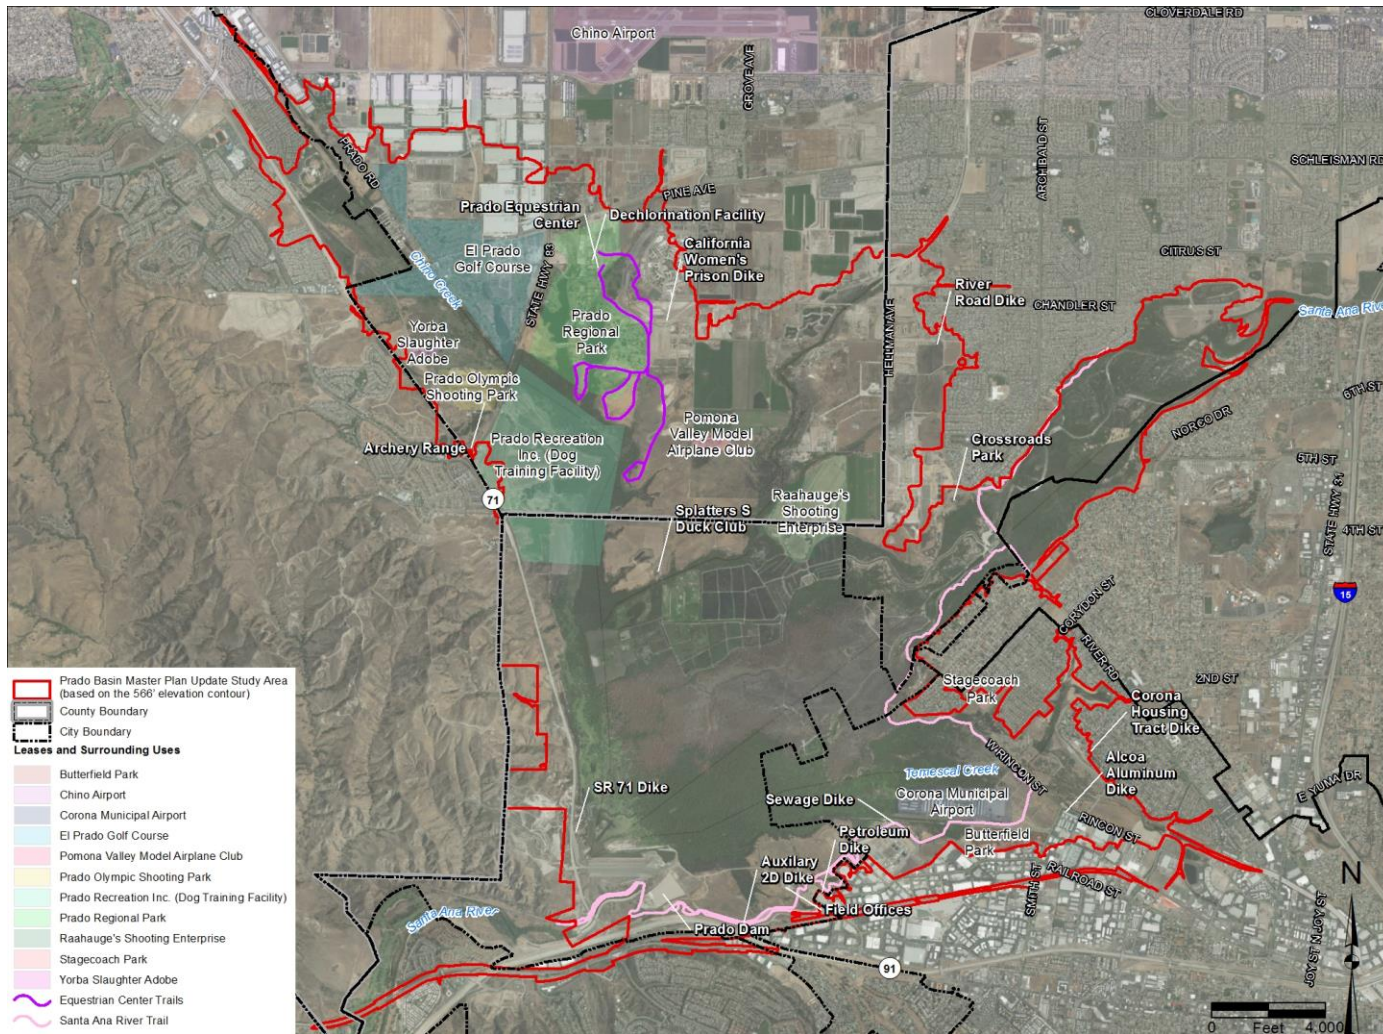 CLOVERDALE RD
Chino Airport
GROVE AVE
ARCHIBALD ST
SCHLEISMAN RD
PRADO RD
PINE AVE
Prado Equestrian
Center
Dechlorination Facility
California
Women's
Prison Dike
El Prado
Golf Course
STATE HWY 83
Chino Creek
CITRUS ST
River
Road Dike
CHANDLER ST
Santa Ana River
HELLMAN AVE
Prado
Regional
Park
Yorba
Slaughter
Adobe
Prado Olympic
Shooting Park
6TH ST
NORCO DR
Pomona
Valley Model
Airplane Club
Archery Range
Prado Recreation
Inc. (Dog
Training Facility)
Crossroads
Park
5TH ST
STATE HWY 31
71
Raahauge's
Shooting
Enterprise
Splatters S
Duck Club
4TH ST
15
CORYDON ST
RIVER RD
2ND ST
Stagecoach
Park
Corona
Housing
Tract Dike
W RINCON ST
Alcoa
Aluminum
Dike
Temescal Creek
Corona Municipal
Airport
E YUMA DR
SR 71 Dike
Sewage Dike
Petroleum
Dike
Butterfield
Park
RINCON ST
Auxilary
2D Dike
RAILROAD ST
SMITH ST
Field Offices
Prado Dam
Santa Ana River
91
JOY ST N JOY ST
N
0 Feet 4,000
Prado Basin Master Plan Update Study Area
(based on the 566' elevation contour)
County Boundary
City Boundary
Leases and Surrounding Uses
Butterfield Park
Chino Airport
Corona Municipal Airport
El Prado Golf Course
Pomona Valley Model Airplane Club
Prado Olympic Shooting Park
Prado Recreation Inc. (Dog Training Facility)
Prado Regional Park
Raahauge's Shooting Enterprise
Stagecoach Park
Yorba Slaughter Adobe
Equestrian Center Trails
Santa Ana River Trail